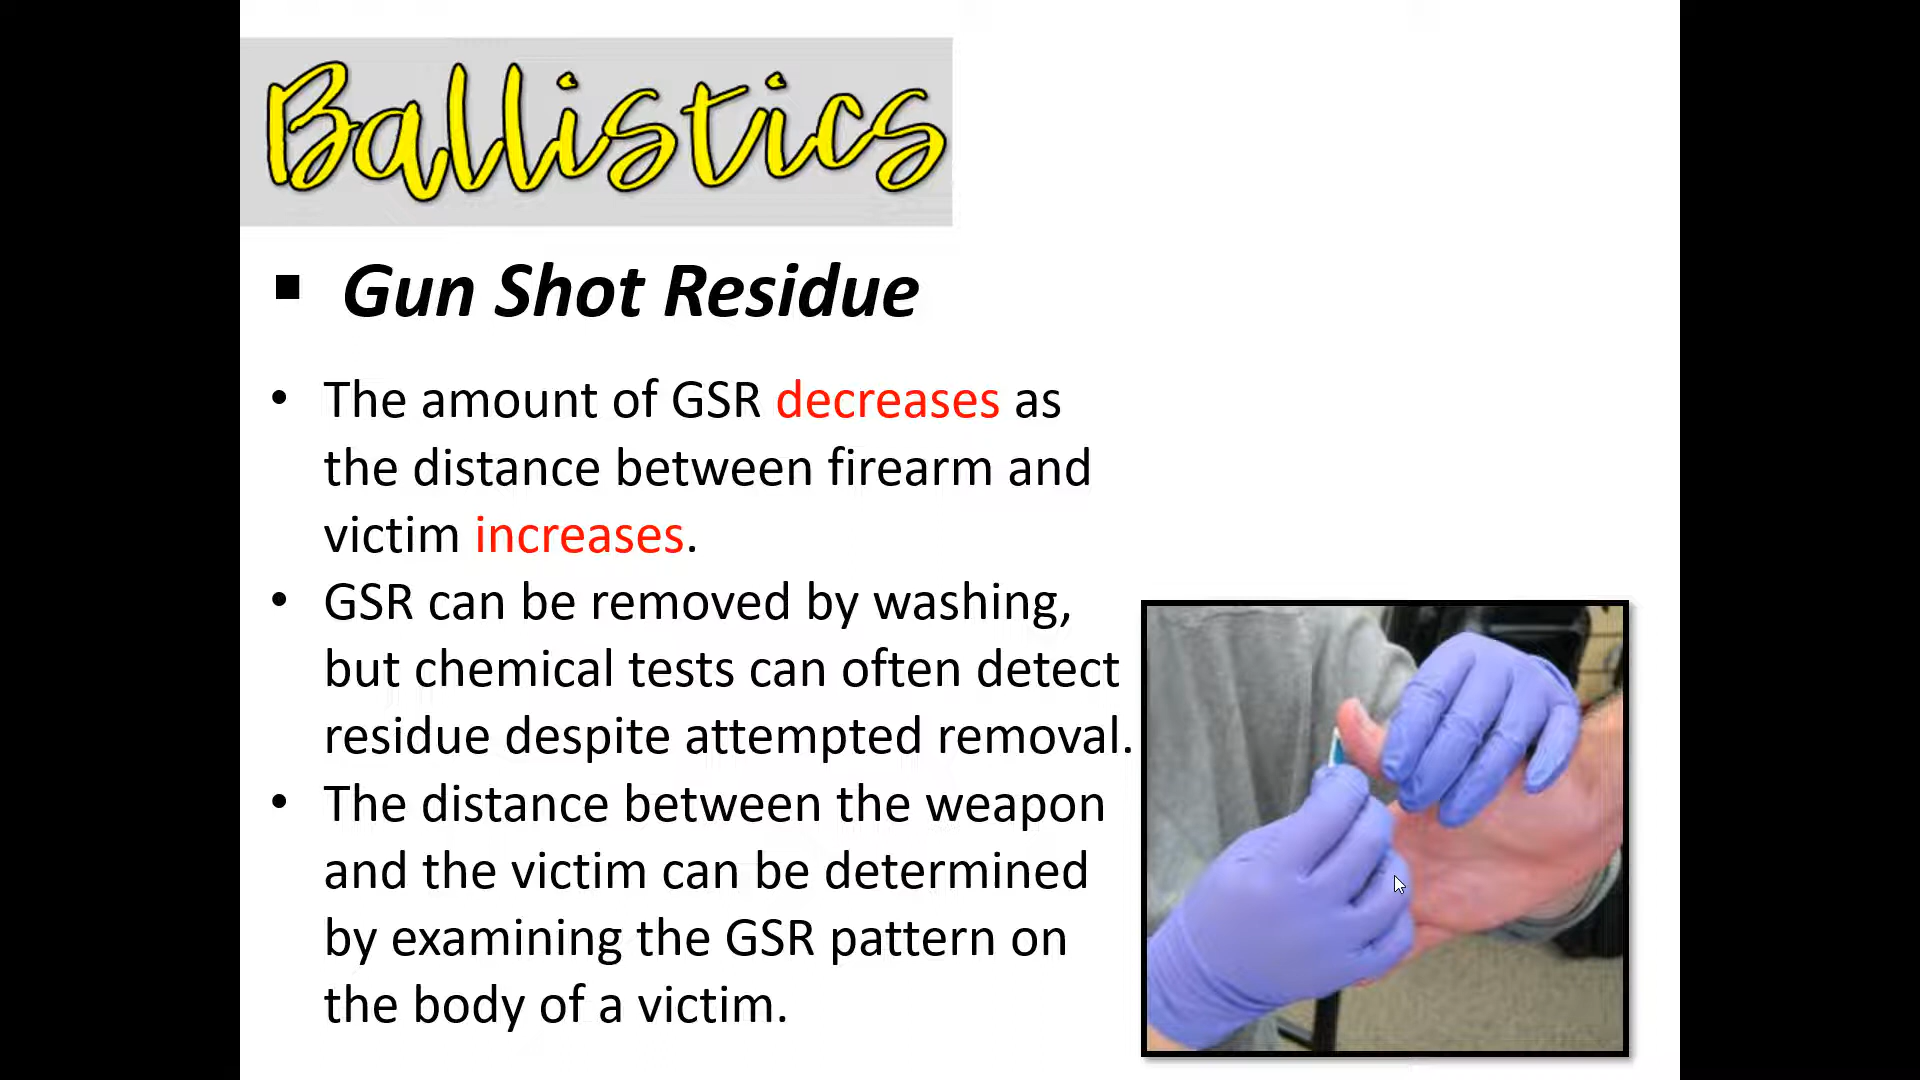 Ballistics
▪ Gun Shot Residue
• The amount of GSR decreases as
the distance between firearm and
victim increases.
• GSR can be removed by washing,
but chemical tests can often detect
residue despite attempted removal.
• The distance between the weapon
and the victim can be determined
by examining the GSR pattern on
the body of a victim.